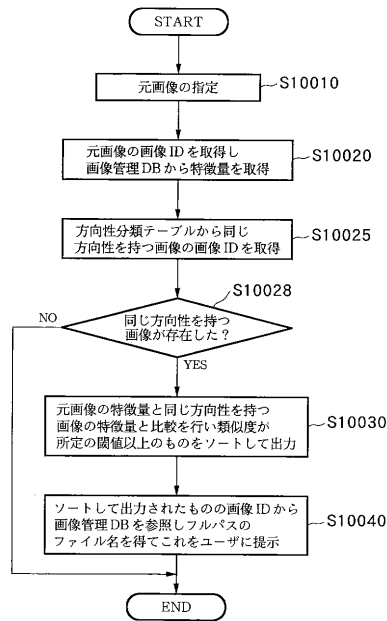 START
元画像の指定
S10010
元画像の画像IDを取得し
画像管理DBから特徴量を取得
S10020
方向性分類テーブルから同じ
方向性を持つ画像の画像IDを取得
S10025
S10028
同じ方向性を持つ
画像が存在した?
NO
YES
元画像の特徴量と同じ方向性を持つ
画像の特徴量と比較を行い類似度が
所定の閾値以上のものをソートして出力
S10030
ソートして出力されたものの画像IDから
画像管理DBを参照しフルパスの
ファイル名を得てこれをユーザに提示
S10040
END